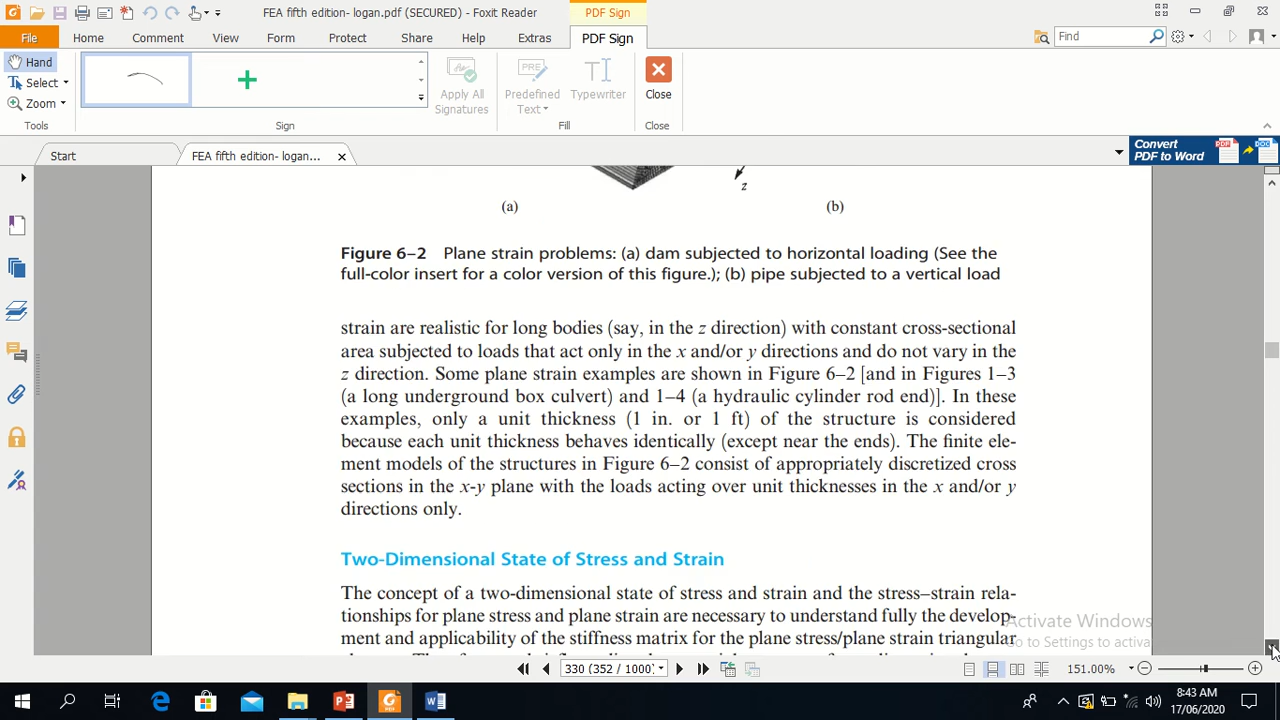 FEA fifth edition- logan.pdf (SECURED) - Foxit Reader
PDF Sign
File
Home
Comment
View
Form
Protect
Share
Help
Extras
PDF Sign
Find
Hand
Select
Zoom
Tools
Sign
Apply All
Signatures
Predefined
Text
Typewriter
Fill
Close
Close
Start
FEA fifth edition- logan...
Convert
PDF to Word
z
(a)
(b)
Figure 6–2 Plane strain problems: (a) dam subjected to horizontal loading (See the
full-color insert for a color version of this figure.); (b) pipe subjected to a vertical load
strain are realistic for long bodies (say, in the z direction) with constant cross-sectional
area subjected to loads that act only in the x and/or y directions and do not vary in the
z direction. Some plane strain examples are shown in Figure 6–2 [and in Figures 1–3
(a long underground box culvert) and 1–4 (a hydraulic cylinder rod end)]. In these
examples, only a unit thickness (1 in. or 1 ft) of the structure is considered
because each unit thickness behaves identically (except near the ends). The finite ele-
ment models of the structures in Figure 6–2 consist of appropriately discretized cross
sections in the x-y plane with the loads acting over unit thicknesses in the x and/or y
directions only.
Two-Dimensional State of Stress and Strain
The concept of a two-dimensional state of stress and strain and the stress–strain rela-
tionships for plane stress and plane strain are necessary to understand fully the develop-
ment and applicability of the stiffness matrix for the plane stress/plane strain triangular
Activate Windows
Go to Settings to activa
330 (352 / 1000)
151.00%
8:43 AM
17/06/2020